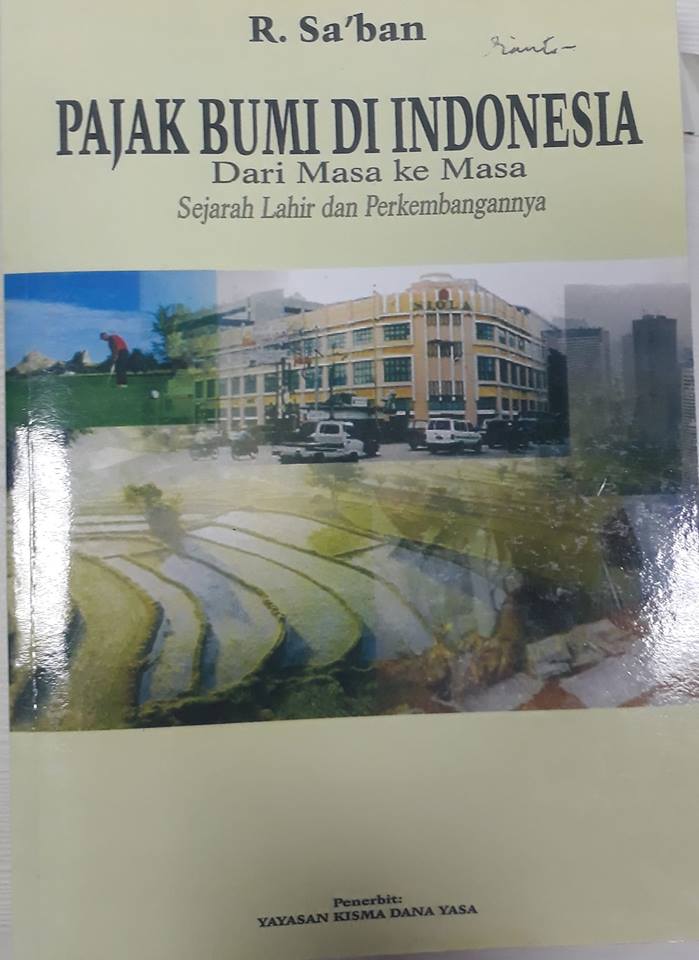 R. Sa'ban
PAJAK BUMI DI INDONESIA
Dari Masa ke Masa
Sejarah Lahir dan Perkembangannya
SIOLA
Penerbit:
YAYASAN KISMA DANA YASA